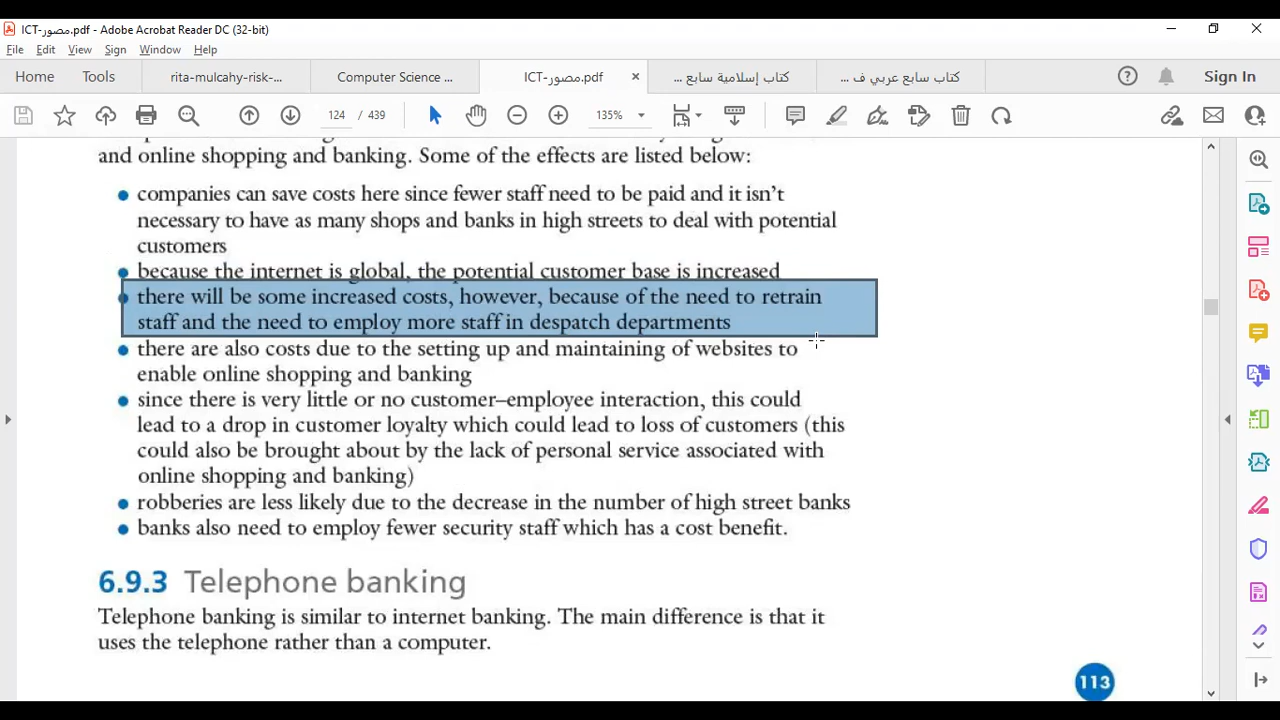 ICT-مصور.pdf - Adobe Acrobat Reader DC (32-bit)
File Edit View Sign Window Help
Home Tools rita-mulcahy-risk-... Computer Science ... ICT-مصور.pdf × كتاب إسلامية سابع ... كتاب سابع عربي ف ... Sign In
124 / 439 135%
and online shopping and banking. Some of the effects are listed below:
companies can save costs here since fewer staff need to be paid and it isn't
necessary to have as many shops and banks in high streets to deal with potential
customers
because the internet is global, the potential customer base is increased
there will be some increased costs, however, because of the need to retrain
staff and the need to employ more staff in despatch departments
there are also costs due to the setting up and maintaining of websites to
enable online shopping and banking
since there is very little or no customer–employee interaction, this could
lead to a drop in customer loyalty which could lead to loss of customers (this
could also be brought about by the lack of personal service associated with
online shopping and banking)
robberies are less likely due to the decrease in the number of high street banks
banks also need to employ fewer security staff which has a cost benefit.
6.9.3 Telephone banking
Telephone banking is similar to internet banking. The main difference is that it
uses the telephone rather than a computer.
113